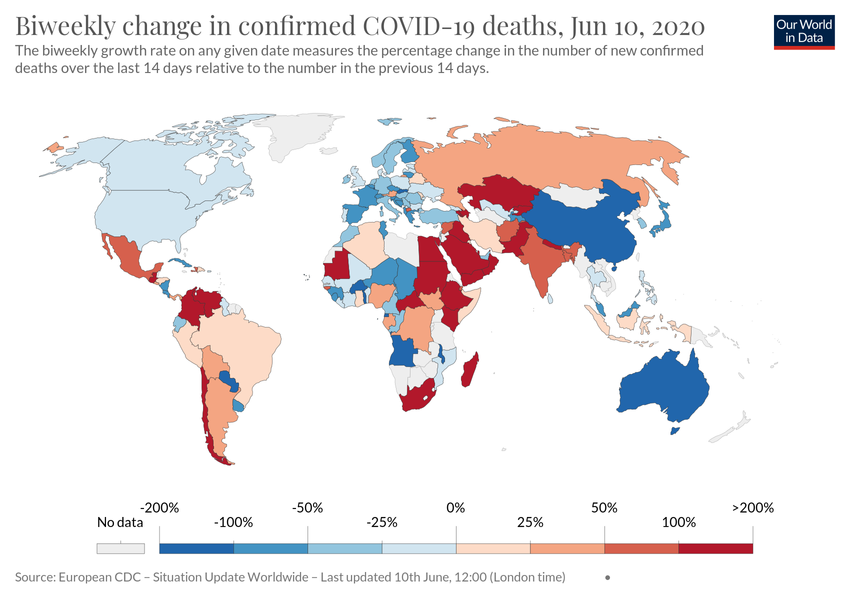 Biweekly change in confirmed COVID-19 deaths, Jun 10, 2020
Our World
in Data
The biweekly growth rate on any given date measures the percentage change in the number of new confirmed
deaths over the last 14 days relative to the number in the previous 14 days.
-200% -50% 0% 50% >200%
No data -100% -25% 25% 100%
Source: European CDC – Situation Update Worldwide – Last updated 10th June, 12:00 (London time)